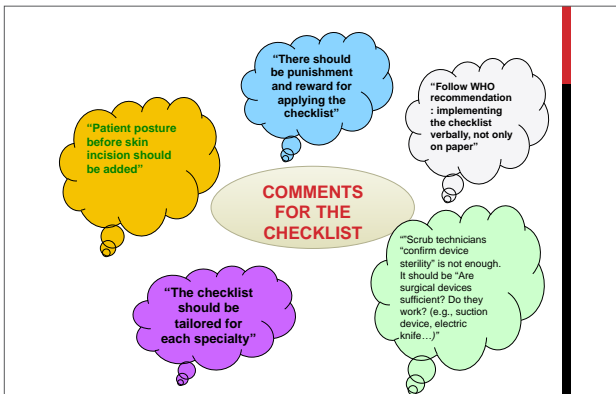 “There should
be punishment
and reward for
applying the
checklist”
“Follow WHO
recommendation
: implementing
the checklist
verbally, not only
on paper”
“Patient posture
before skin
incision should
be added”
COMMENTS
FOR THE
CHECKLIST
“"Scrub technicians
“confirm device
sterility” is not enough.
It should be “Are
surgical devices
sufficient? Do they
work? (e.g., suction
device, electric
knife…)”
“The checklist
should be
tailored for
each specialty”